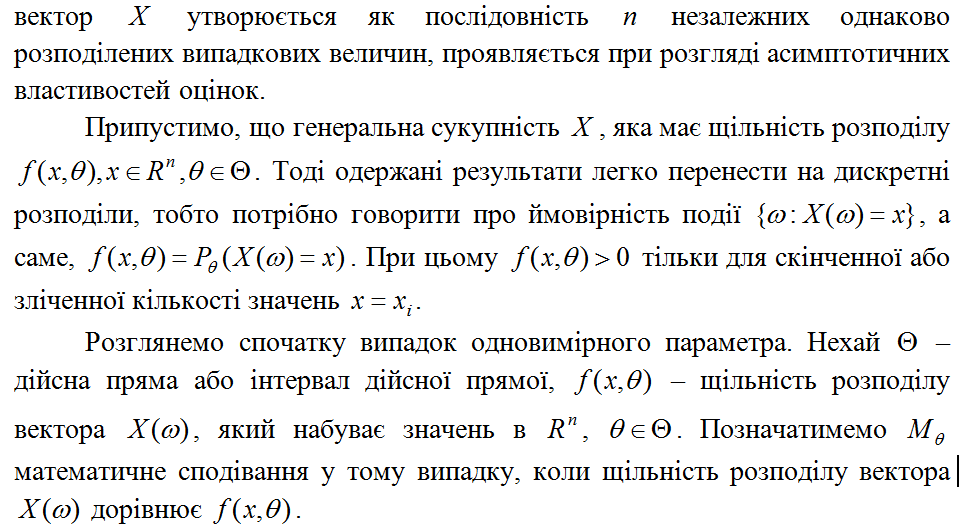 вектор X утворюється як послідовність n незалежних однаково
розподілених випадкових величин, проявляється при розгляді асимптотичних
властивостей оцінок.
Припустимо, що генеральна сукупність X , яка має щільність розподілу
f(x,θ), x ∈ Rⁿ, θ ∈ Θ. Тоді одержані результати легко перенести на дискретні
розподіли, тобто потрібно говорити про ймовірність події {ω : X(ω) = x}, а
саме, f(x,θ) = P_θ(X(ω) = x). При цьому f(x,θ) > 0 тільки для скінченної або
зліченної кількості значень x = x_i.
Розглянемо спочатку випадок одновимірного параметра. Нехай Θ –
дійсна пряма або інтервал дійсної прямої, f(x,θ) – щільність розподілу
вектора X(ω), який набуває значень в Rⁿ, θ ∈ Θ. Позначатимемо M_θ
математичне сподівання у тому випадку, коли щільність розподілу вектора
X(ω) дорівнює f(x,θ).